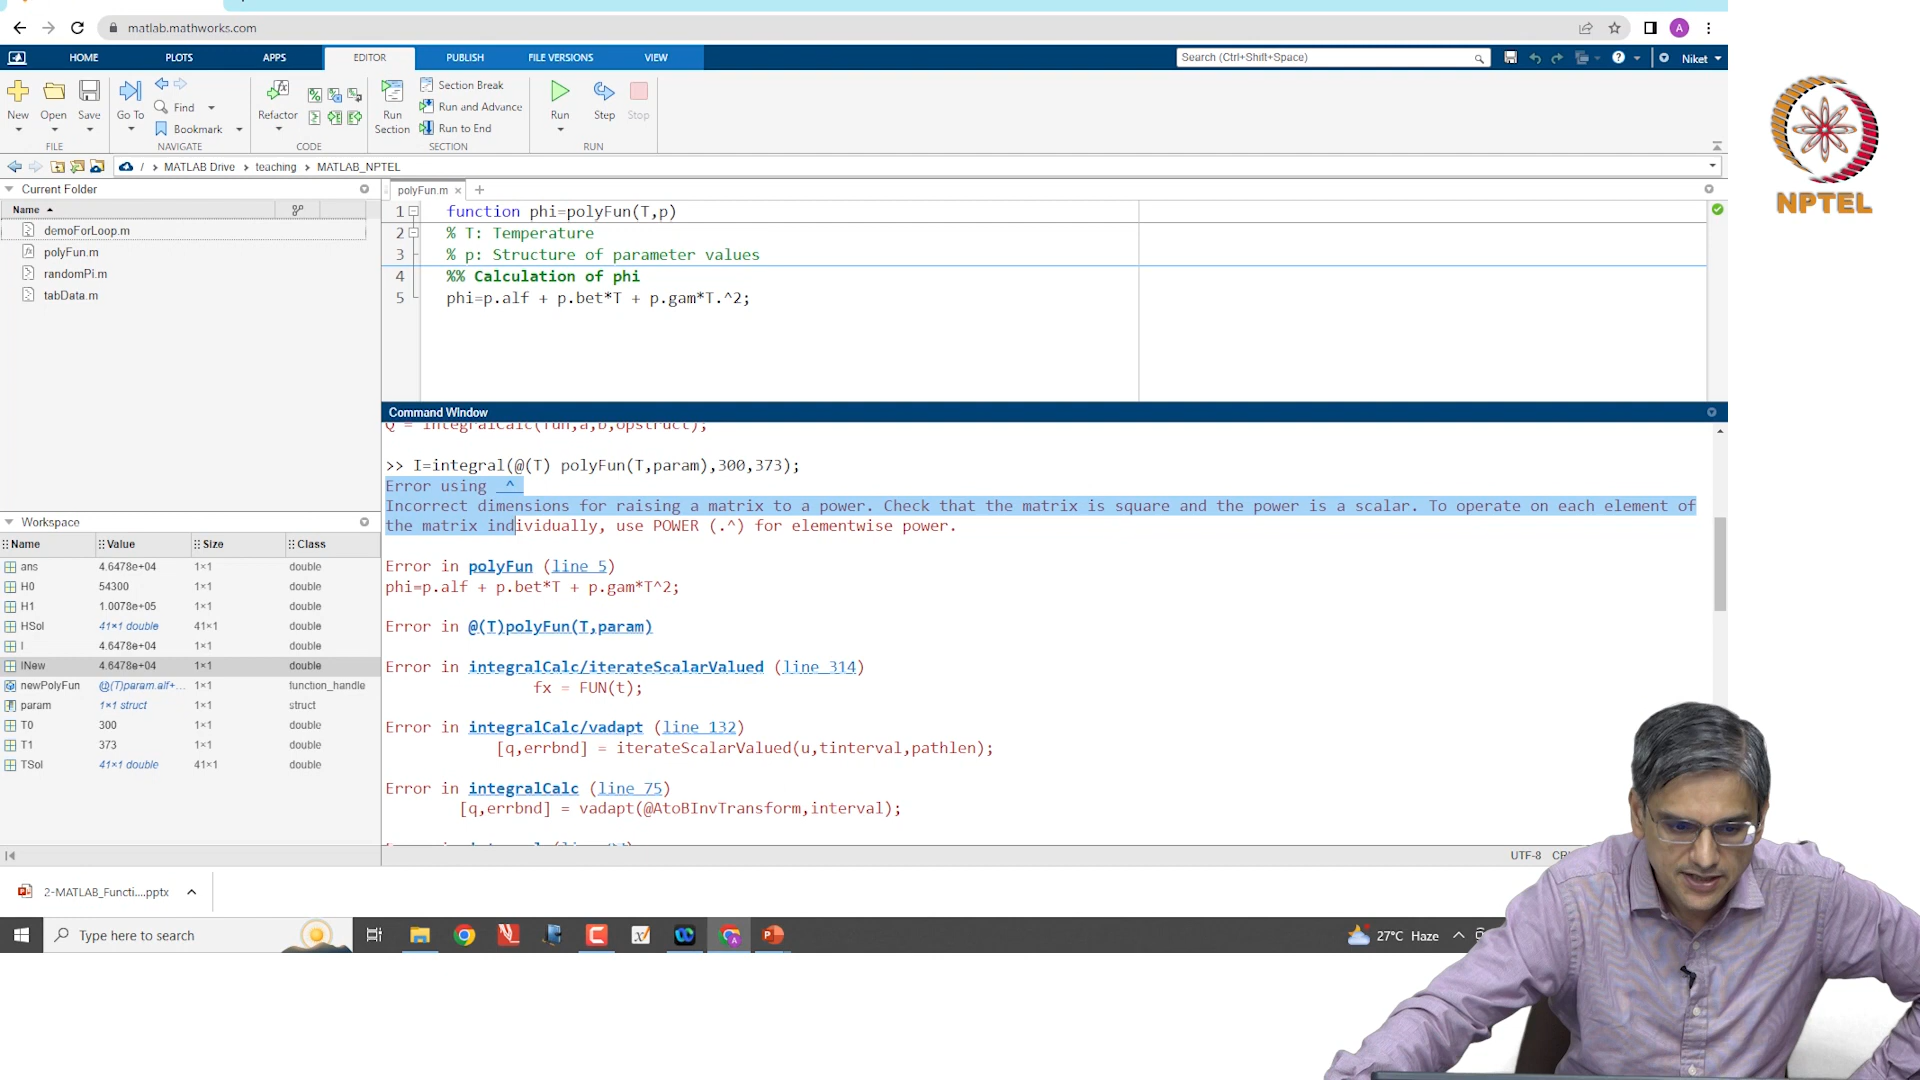 matlab.mathworks.com
A
HOME PLOTS APPS EDITOR PUBLISH FILE VERSIONS VIEW
Search (Ctrl+Shift+Space)
Niket
New Open Save
FILE
Go To
Find
Bookmark
NAVIGATE
Refactor
CODE
Run Section
Section Break
Run and Advance
Run to End
SECTION
Run Step Stop
RUN
/ MATLAB Drive teaching MATLAB_NPTEL
Current Folder
Name
demoForLoop.m
polyFun.m
randomPi.m
tabData.m
polyFun.m
1 function phi=polyFun(T,p)
2 % T: Temperature
3 % p: Structure of parameter values
4 %% Calculation of phi
5 phi=p.alf + p.bet*T + p.gam*T.^2;
Command Window
Q = integralCalc(fun,a,b,opstruct);
>> I=integral(@(T) polyFun(T,param),300,373);
Error using ^
Incorrect dimensions for raising a matrix to a power. Check that the matrix is square and the power is a scalar. To operate on each element of
the matrix individually, use POWER (.^) for elementwise power.
Error in polyFun (line 5)
phi=p.alf + p.bet*T + p.gam*T^2;
Error in @(T)polyFun(T,param)
Error in integralCalc/iterateScalarValued (line 314)
fx = FUN(t);
Error in integralCalc/vadapt (line 132)
[q,errbnd] = iterateScalarValued(u,tinterval,pathlen);
Error in integralCalc (line 75)
[q,errbnd] = vadapt(@AtoBInvTransform,interval);
Workspace
Name Value Size Class
ans 4.6478e+04 1×1 double
H0 54300 1×1 double
H1 1.0078e+05 1×1 double
HSol 41×1 double 41×1 double
I 4.6478e+04 1×1 double
INew 4.6478e+04 1×1 double
newPolyFun @(T)param.alf+... 1×1 function_handle
param 1×1 struct 1×1 struct
T0 300 1×1 double
T1 373 1×1 double
TSol 41×1 double 41×1 double
UTF-8
2-MATLAB_Functi....pptx
Type here to search
27°C Haze
NPTEL